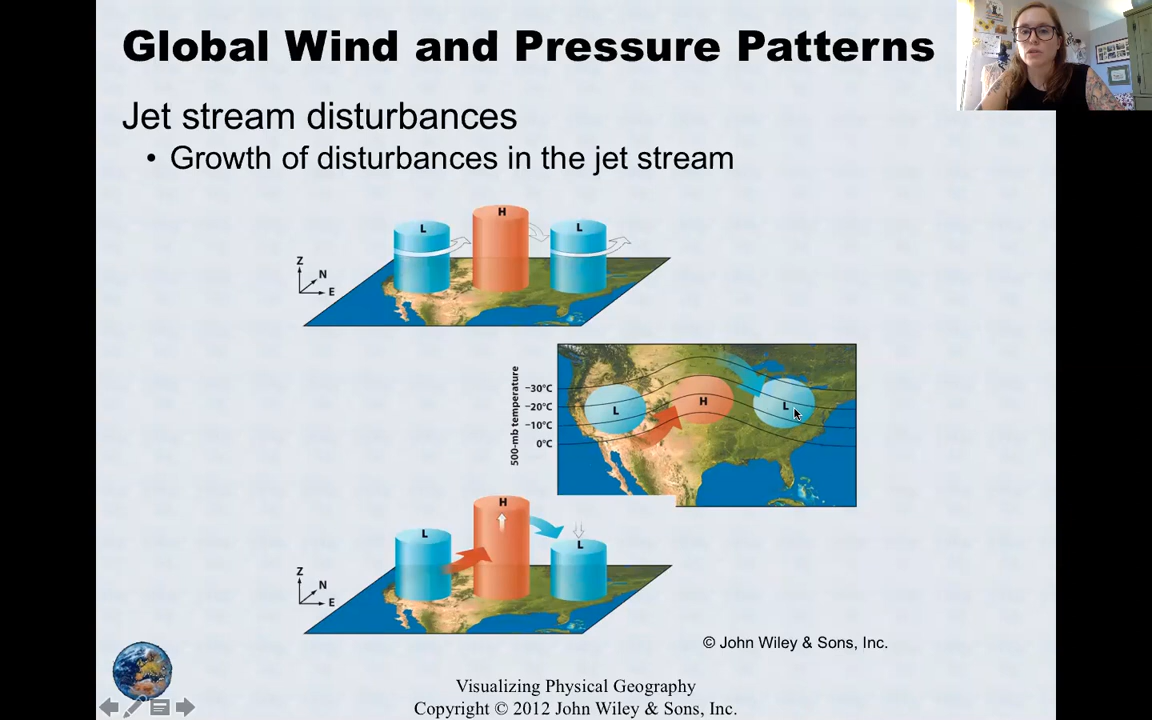 Global Wind and Pressure Patterns
Jet stream disturbances
• Growth of disturbances in the jet stream
L
H
L
Z
N
E
500-mb temperature
−30°C
−20°C
−10°C
0°C
L
H
L
L
H
L
Z
N
E
© John Wiley & Sons, Inc.
Visualizing Physical Geography
Copyright © 2012 John Wiley & Sons, Inc.